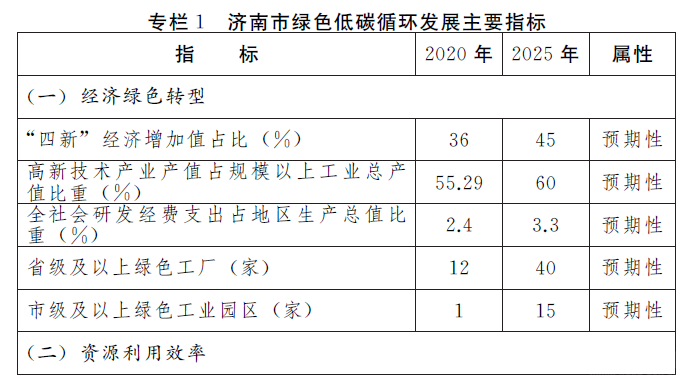 专栏 1 济南市绿色低碳循环发展主要指标
指 标 2020 年 2025 年 属性
(一) 经济绿色转型
“四新” 经济增加值占比 (%) 36 45 预期性
高新技术产业产值占规模以上工业总产
值比重 (%) 55.29 60 预期性
全社会研发经费支出占地区生产总值比
重 (%) 2.4 3.3 预期性
省级及以上绿色工厂 (家) 12 40 预期性
市级及以上绿色工业园区 (家) 1 15 预期性
(二) 资源利用效率